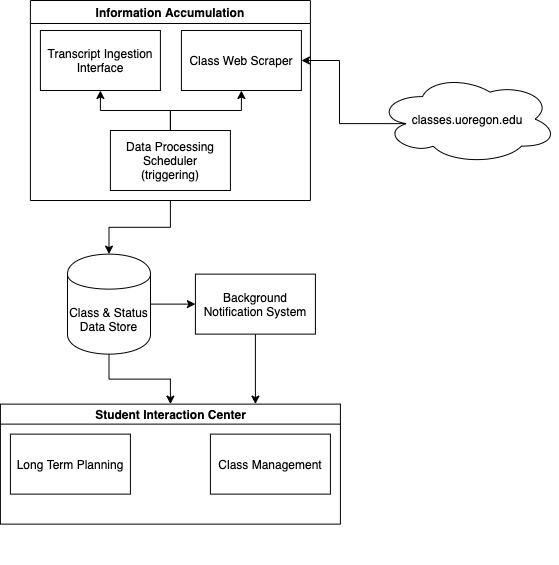 Information Accumulation
Transcript Ingestion
Interface
Class Web Scraper
classes.uoregon.edu
Data Processing
Scheduler
(triggering)
Class & Status
Data Store
Background
Notification System
Student Interaction Center
Long Term Planning
Class Management